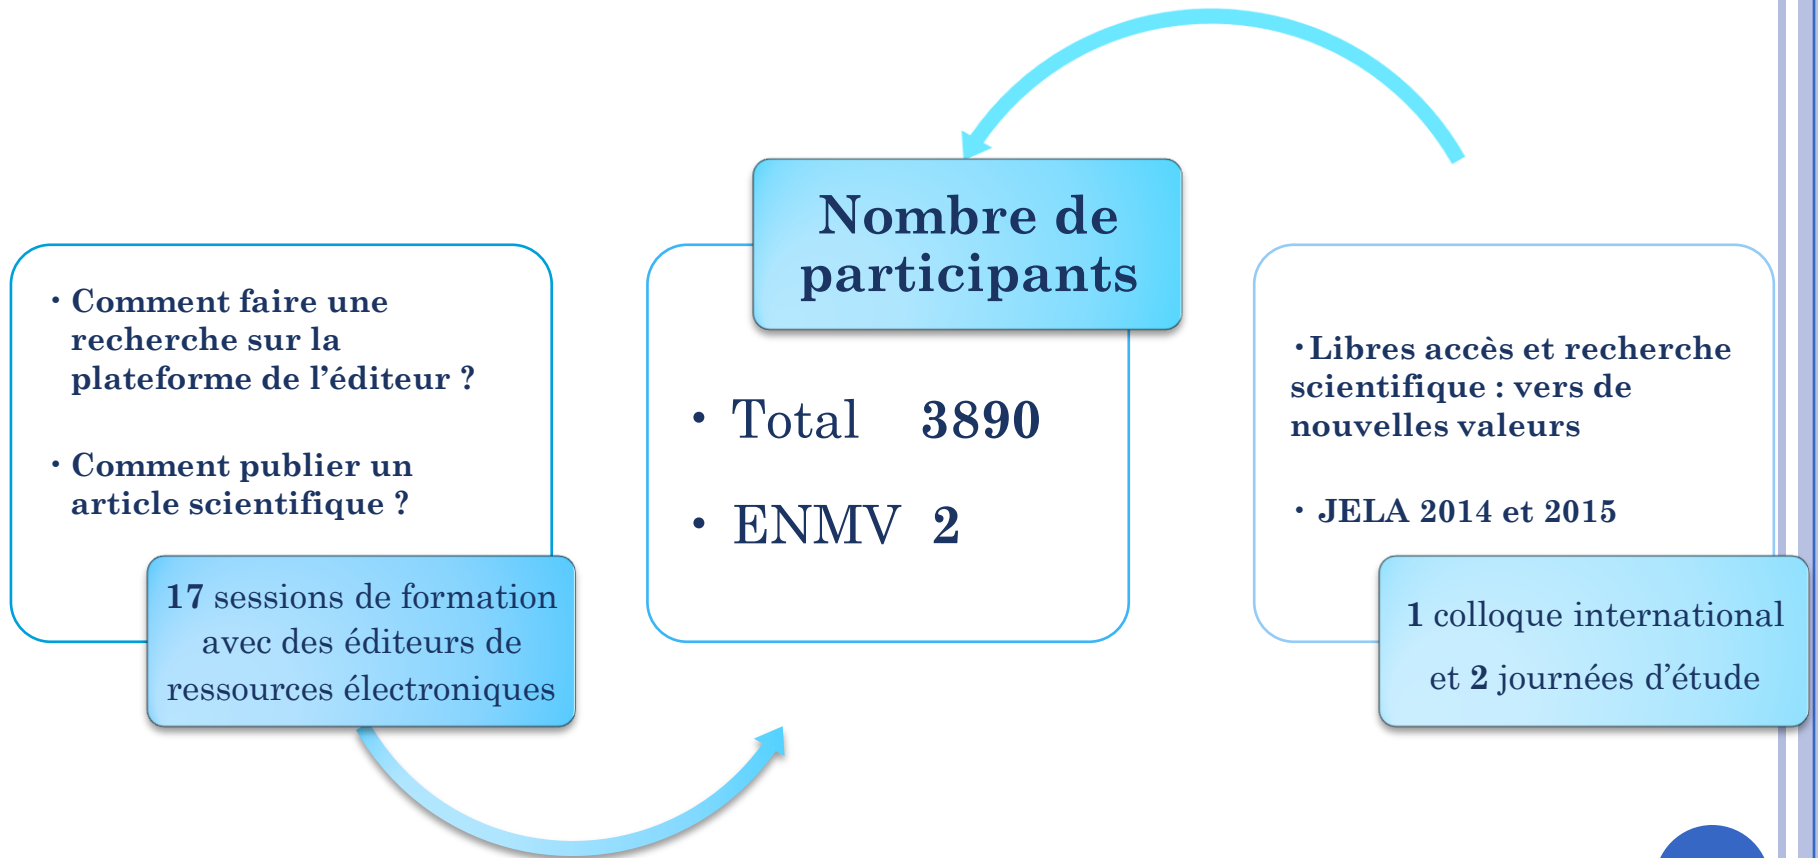 • Comment faire une
recherche sur la
plateforme de l’éditeur ?
• Comment publier un
article scientifique ?
17 sessions de formation
avec des éditeurs de
ressources électroniques
Nombre de
participants
• Total 3890
• ENMV 2
•Libres accès et recherche
scientifique : vers de
nouvelles valeurs
• JELA 2014 et 2015
1 colloque international
et 2 journées d’étude